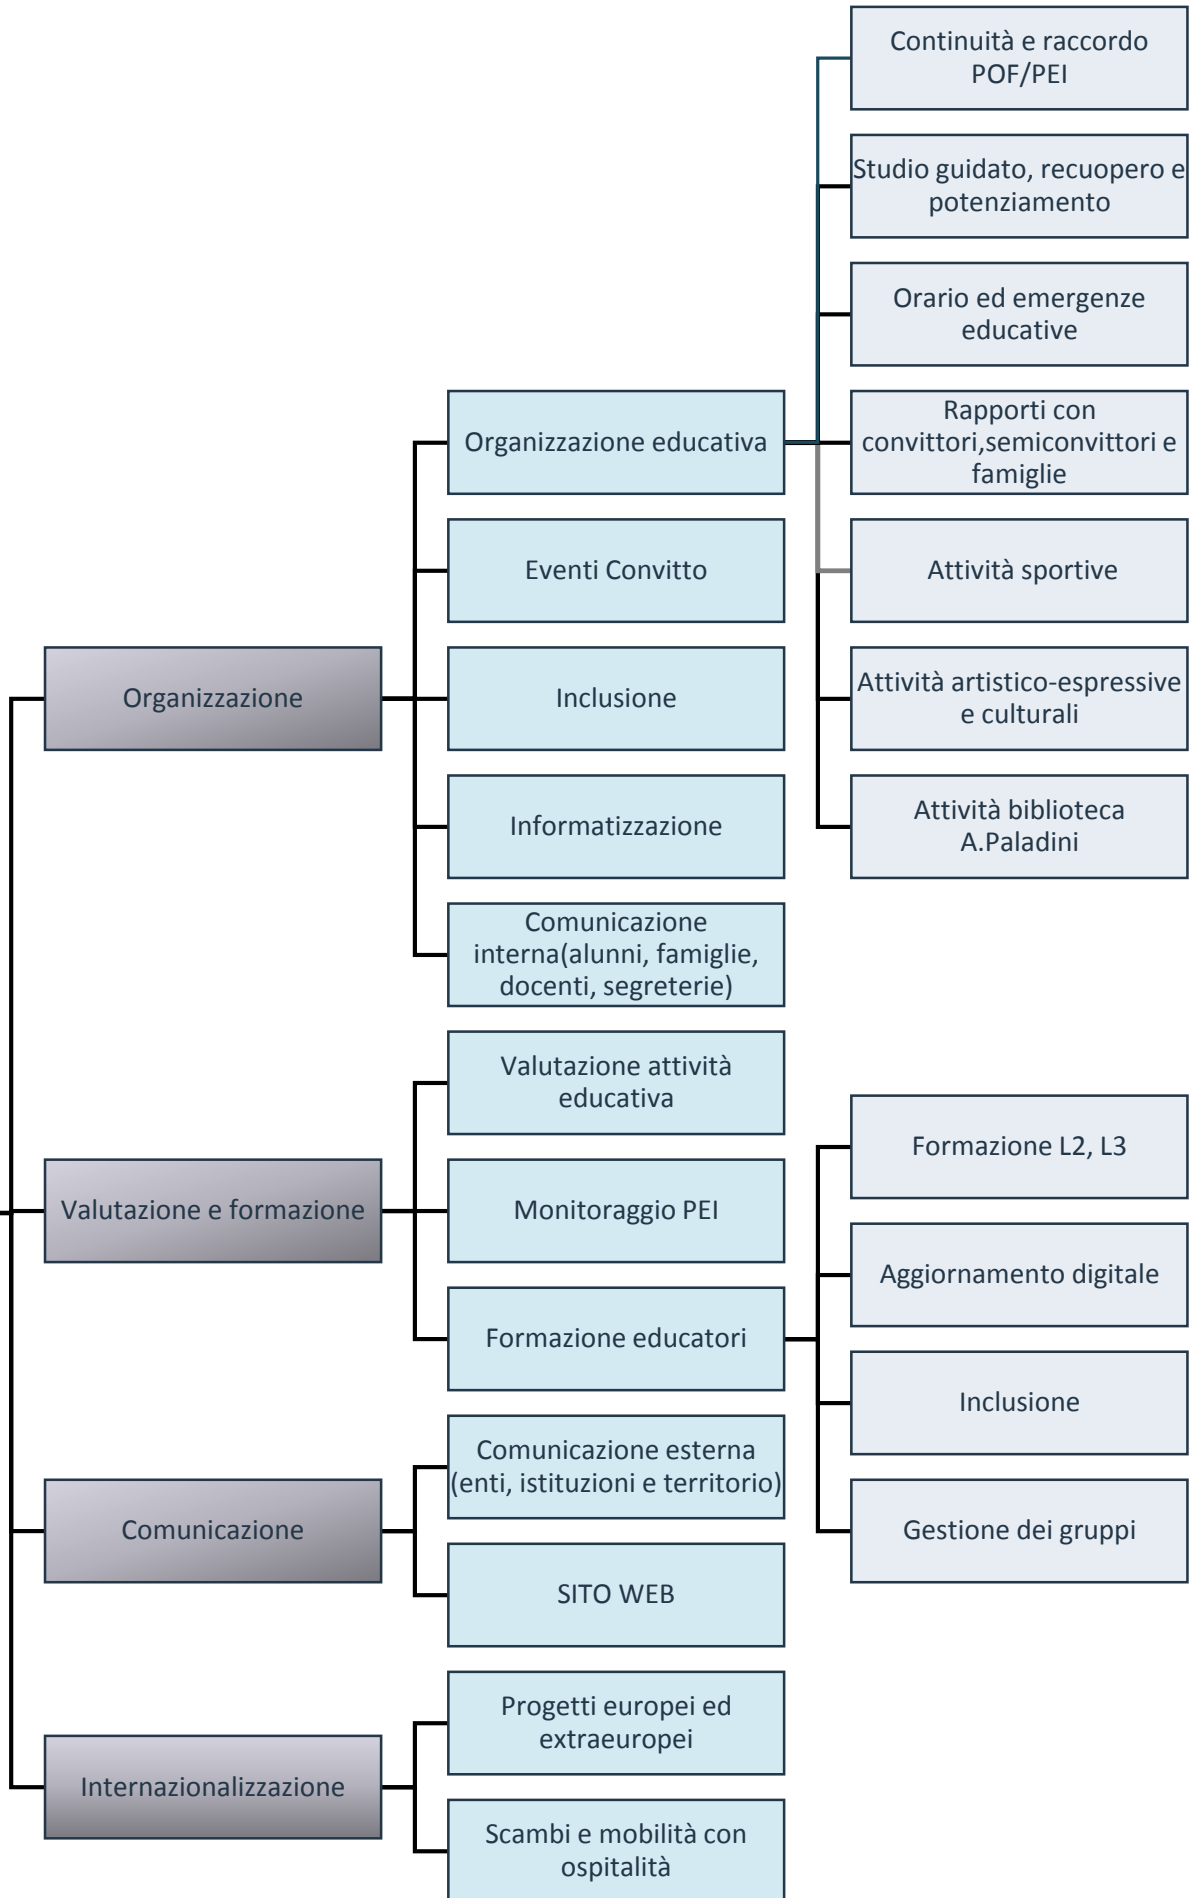 Continuità e raccordo
POF/PEI
Studio guidato, recuopero e
potenziamento
Orario ed emergenze
educative
Organizzazione educativa
Rapporti con
convittori,semiconvittori e
famiglie
Eventi Convitto
Attività sportive
Organizzazione
Inclusione
Attività artistico-espressive
e culturali
Informatizzazione
Attività biblioteca
A.Paladini
Comunicazione
interna(alunni, famiglie,
docenti, segreterie)
Valutazione attività
educativa
Formazione L2, L3
Valutazione e formazione
Monitoraggio PEI
Aggiornamento digitale
Formazione educatori
Inclusione
Comunicazione esterna
(enti, istituzioni e territorio)
Comunicazione
Gestione dei gruppi
SITO WEB
Progetti europei ed
extraeuropei
Internazionalizzazione
Scambi e mobilità con
ospitalità